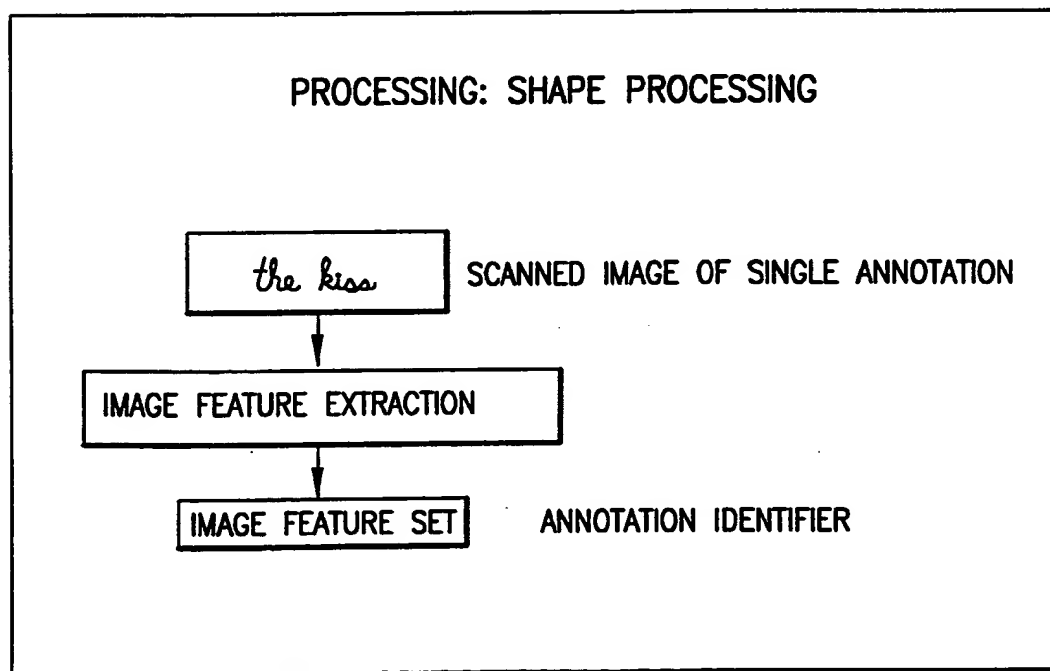 PROCESSING: SHAPE PROCESSING
the kiss SCANNED IMAGE OF SINGLE ANNOTATION
IMAGE FEATURE EXTRACTION
IMAGE FEATURE SET ANNOTATION IDENTIFIER